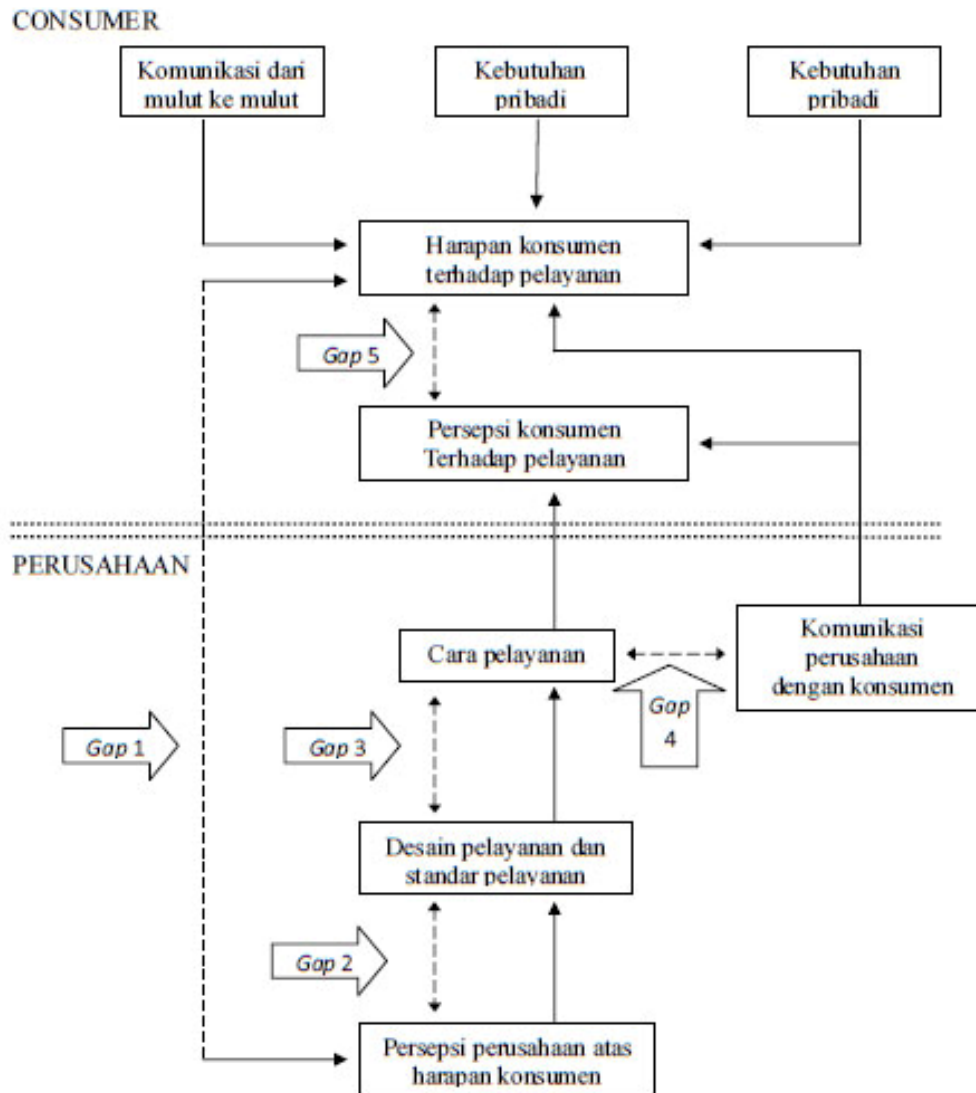 CONSUMER
Komunikasi dari
mulut ke mulut
Kebutuhan
pribadi
Kebutuhan
pribadi
Harapan konsumen
terhadap pelayanan
Gap 5
Persepsi konsumen
Terhadap pelayanan
PERUSAHAAN
Cara pelayanan
Komunikasi
perusahaan
dengan konsumen
Gap 1
Gap 3
Gap
4
Desain pelayanan dan
standar pelayanan
Gap 2
Persepsi perusahaan atas
harapan konsumen